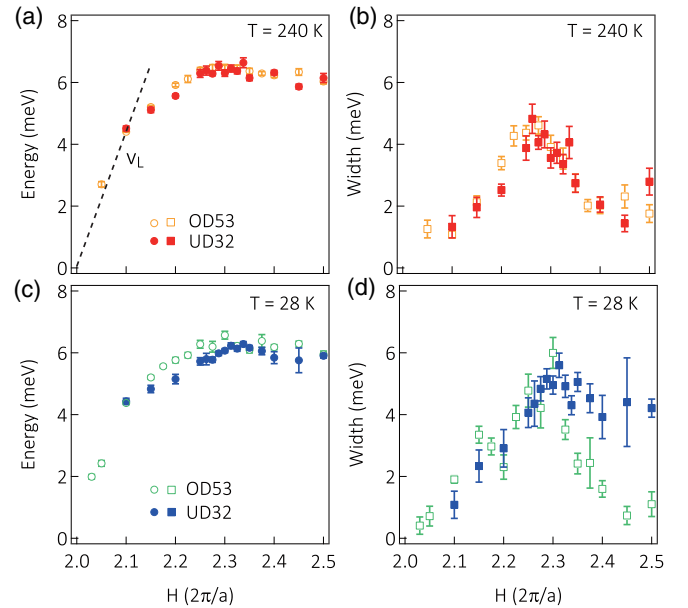 (a)
T = 240 K
Energy (meV)
8
6
4
2
0
v_L
OD53
UD32
(b)
T = 240 K
Width (meV)
8
6
4
2
0
(c)
T = 28 K
Energy (meV)
8
6
4
2
0
OD53
UD32
2.0 2.1 2.2 2.3 2.4 2.5
H (2π/a)
(d)
T = 28 K
Width (meV)
8
6
4
2
0
2.0 2.1 2.2 2.3 2.4 2.5
H (2π/a)